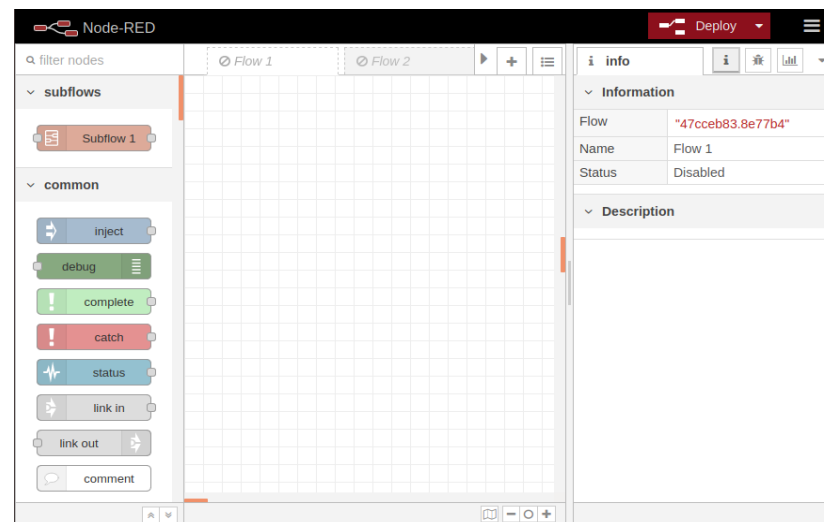 Node-RED
Deploy
filter nodes
Flow 1
Flow 2
i info
i
subflows
Subflow 1
common
inject
debug
complete
catch
status
link in
link out
comment
Information
Flow "47cceb83.8e77b4"
Name Flow 1
Status Disabled
Description